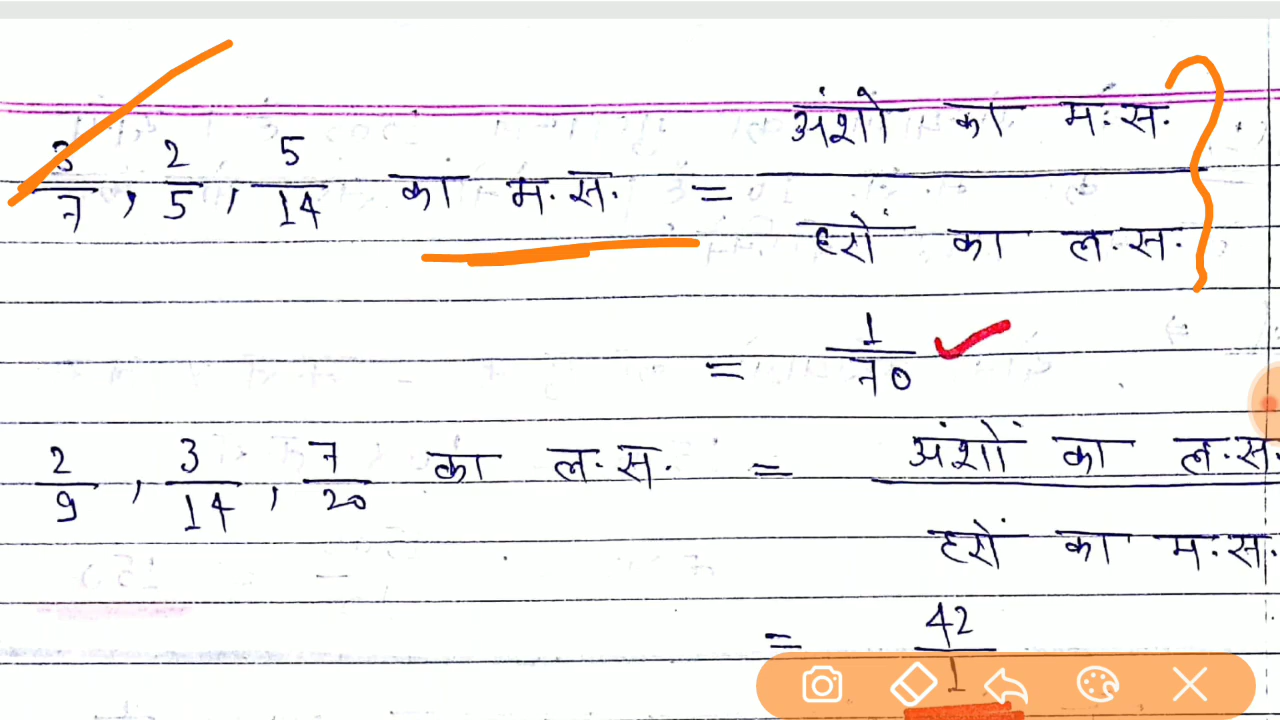 अंशो का म.स.
3/7, 2/5, 5/14 का म.स. = ———
हरो का ल.स.
= 1/70
2/9, 3/14, 7/20 का ल.स. = अंशों का ल.स.
हरों का म.स.
= 42/1